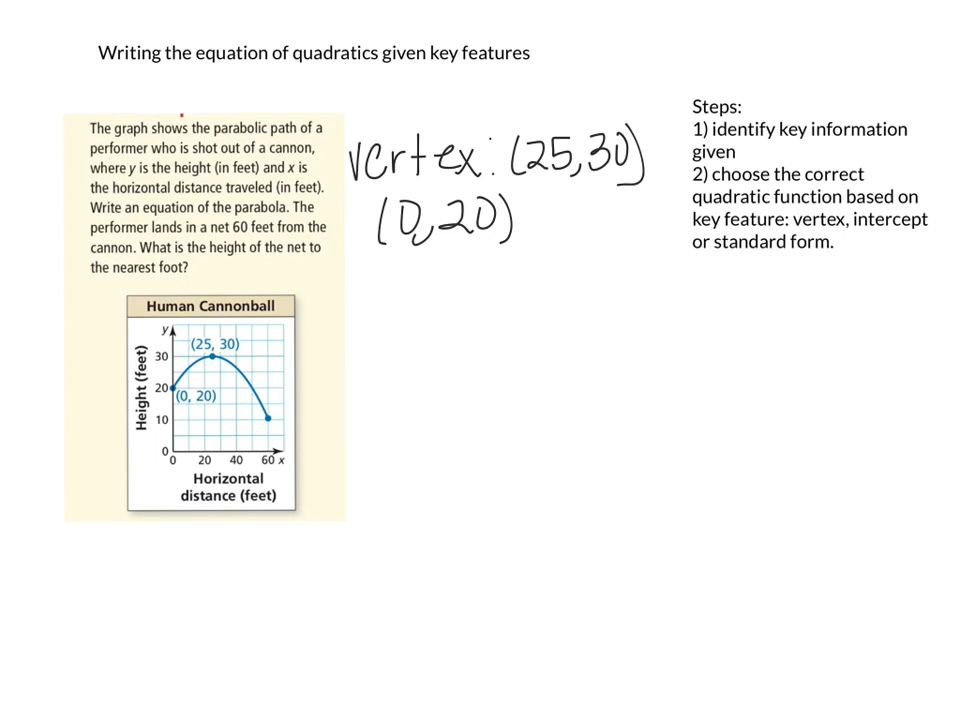 Writing the equation of quadratics given key features
The graph shows the parabolic path of a
performer who is shot out of a cannon,
where y is the height (in feet) and x is
the horizontal distance traveled (in feet).
Write an equation of the parabola. The
performer lands in a net 60 feet from the
cannon. What is the height of the net to
the nearest foot?
Human Cannonball
y
(25, 30)
30
20
(0, 20)
10
0
0 20 40 60 x
Height (feet)
Horizontal
distance (feet)
vertex: (25,30)
(0,20)
Steps:
1) identify key information
given
2) choose the correct
quadratic function based on
key feature: vertex, intercept
or standard form.